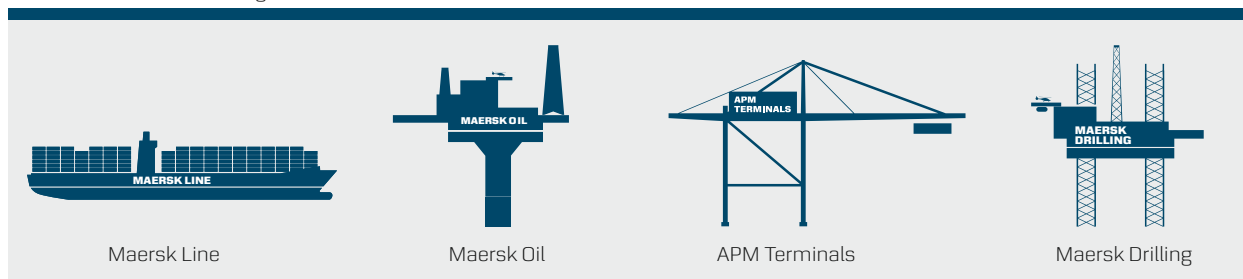 MAERSK LINE
MAERSK OIL
APM
TERMINALS
MAERSK
DRILLING
Maersk Line
Maersk Oil
APM Terminals
Maersk Drilling